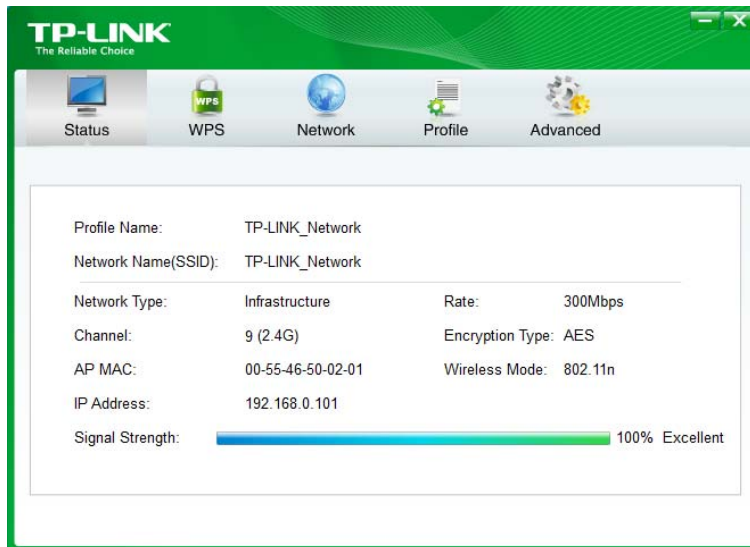 TP-LINK
The Reliable Choice
Status WPS Network Profile Advanced
WPS
Profile Name: TP-LINK_Network
Network Name(SSID): TP-LINK_Network
Network Type: Infrastructure Rate: 300Mbps
Channel: 9 (2.4G) Encryption Type: AES
AP MAC: 00-55-46-50-02-01 Wireless Mode: 802.11n
IP Address: 192.168.0.101
Signal Strength: 100% Excellent